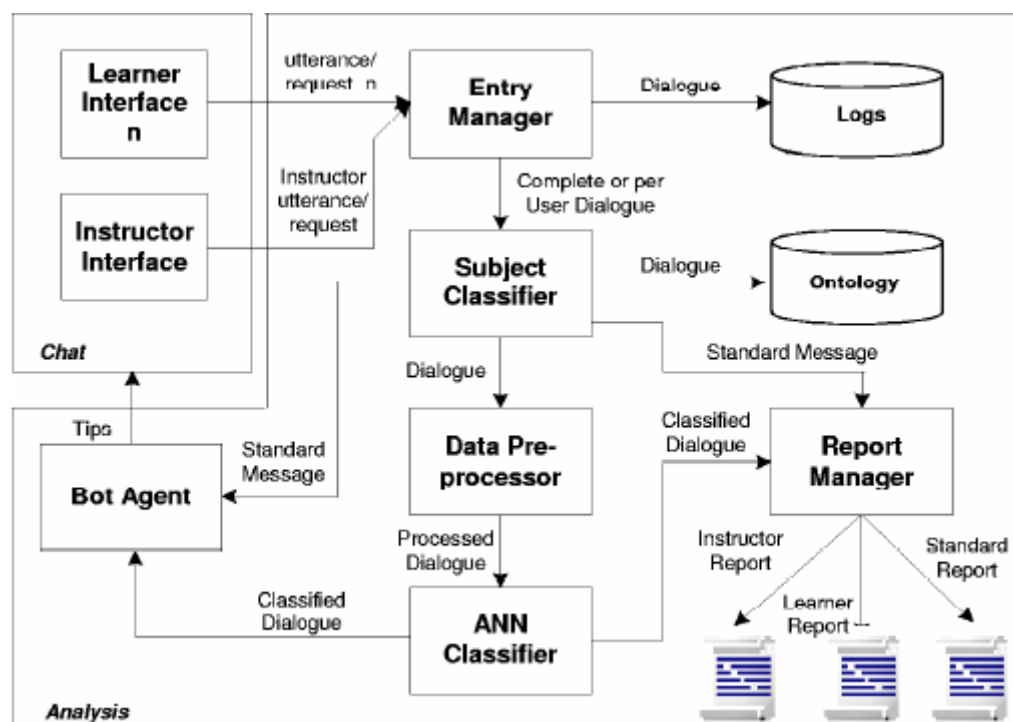 Learner
Interface
n
utterance/
request_n
Entry
Manager
Dialogue
Logs
Instructor
utterance/
request
Complete or per
User Dialogue
Instructor
Interface
Subject
Classifier
Dialogue
Ontology
Chat
Standard Message
Dialogue
Tips
Bot Agent
Standard
Message
Data Pre-
processor
Classified
Dialogue
Report
Manager
Processed
Dialogue
Instructor
Report
Standard
Report
Learner
Report
Classified
Dialogue
ANN
Classifier
Analysis